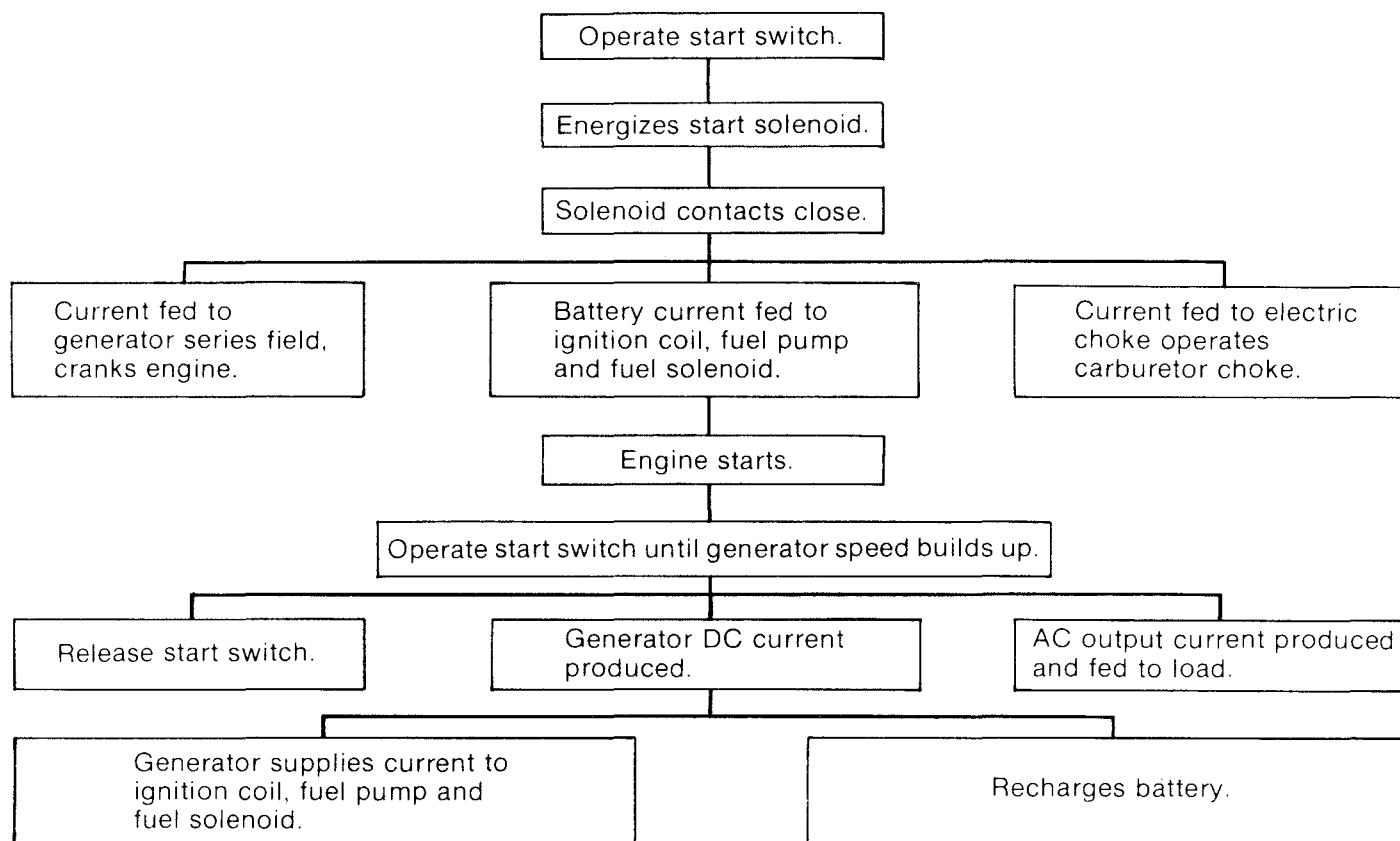 Operate start switch.
Energizes start solenoid.
Solenoid contacts close.
Current fed to
generator series field,
cranks engine.
Battery current fed to
ignition coil, fuel pump
and fuel solenoid.
Current fed to electric
choke operates
carburetor choke.
Engine starts.
Operate start switch until generator speed builds up.
Release start switch.
Generator DC current
produced.
AC output current produced
and fed to load.
Generator supplies current to
ignition coil, fuel pump and
fuel solenoid.
Recharges battery.